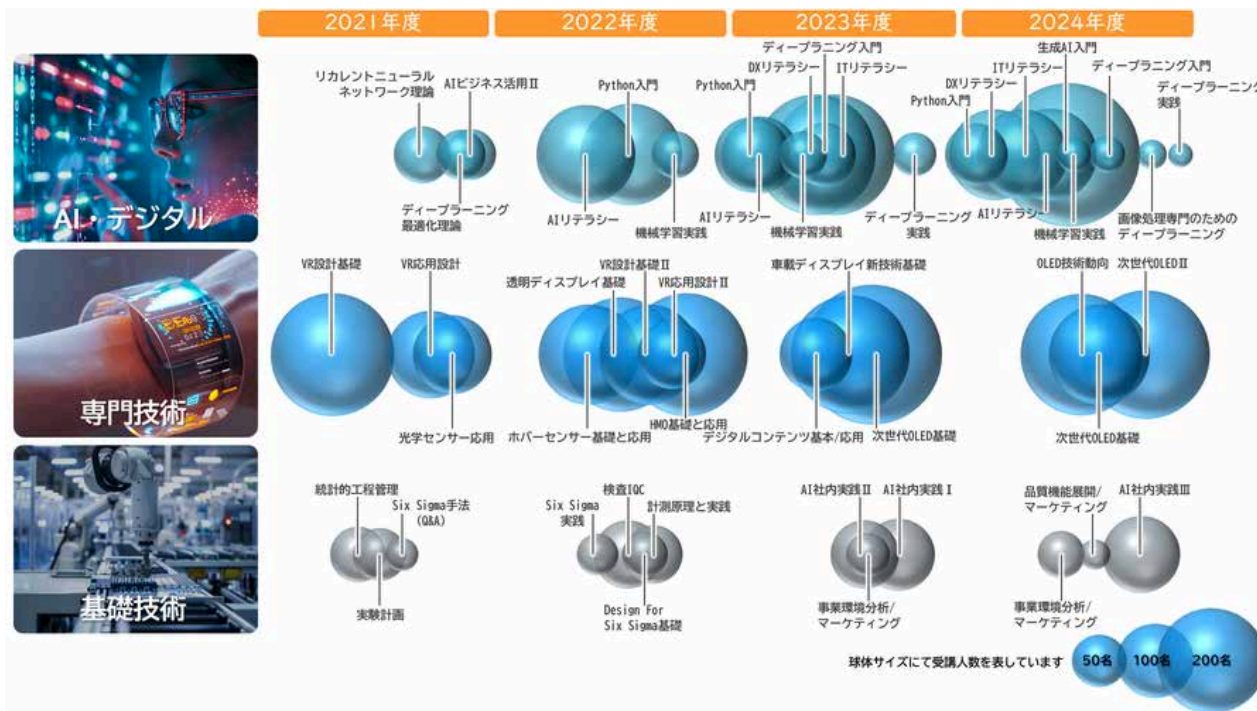 2021年度
2022年度
2023年度
2024年度
AI・デジタル
リカレントニューラル
ネットワーク理論
AIビジネス活用Ⅱ
ディープラーニング
最適化理論
Python入門
AIリテラシー
機械学習実践
ディープラニング入門
DXリテラシー
ITリテラシー
Python入門
AIリテラシー
機械学習実践
ディープラーニング
実践
生成AI入門
ITリテラシー
ディープラニング入門
DXリテラシー
Python入門
ディープラーニング
実践
AIリテラシー
機械学習実践
画像処理専門のための
ディープラーニング
専門技術
VR設計基礎
VR応用設計
光学センサー応用
VR設計基礎Ⅱ
透明ディスプレイ基礎
VR応用設計Ⅱ
HMO基礎と応用
ホバーセンサー基礎と応用
車載ディスプレイ新技術基礎
デジタルコンテンツ基本/応用
次世代OLED基礎
OLED技術動向
次世代OLEDⅡ
次世代OLED基礎
基礎技術
統計的工程管理
Six Sigma手法
(Q&A)
実験計画
検査IQC
Six Sigma
実践
計測原理と実践
Design For
Six Sigma基礎
AI社内実践Ⅱ
AI社内実践Ⅰ
事業環境分析/
マーケティング
品質機能展開/
マーケティング
AI社内実践Ⅲ
事業環境分析/
マーケティング
球体サイズにて受講人数を表しています
50名
100名
200名